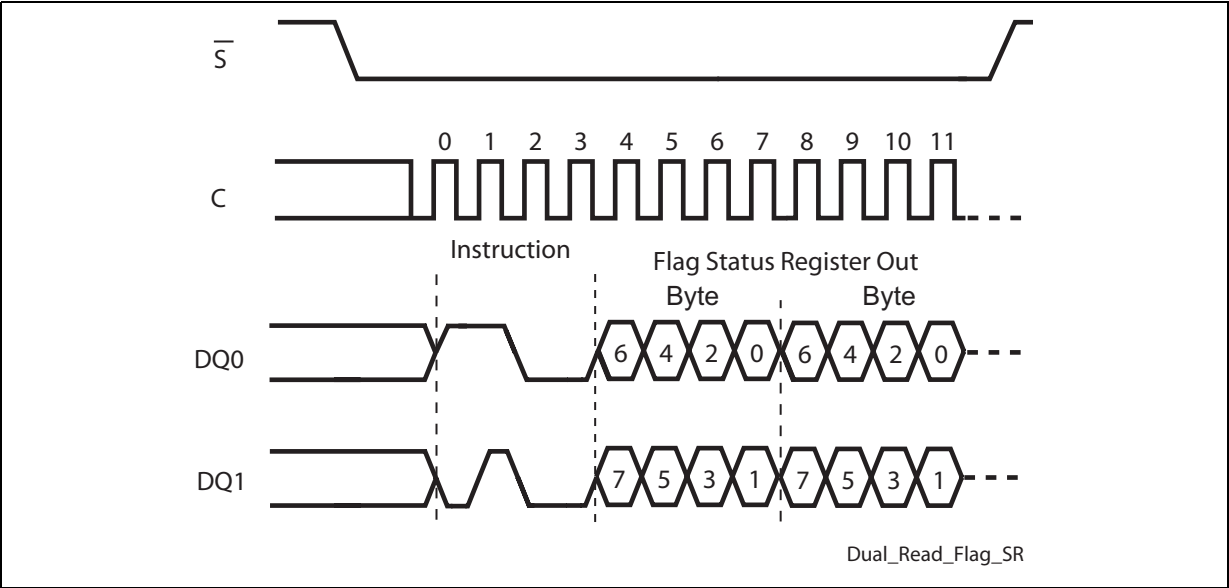 S
0 1 2 3 4 5 6 7 8 9 10 11
C
Instruction
Flag Status Register Out
Byte Byte
DQ0 6 4 2 0 6 4 2 0
DQ1 7 5 3 1 7 5 3 1
Dual_Read_Flag_SR